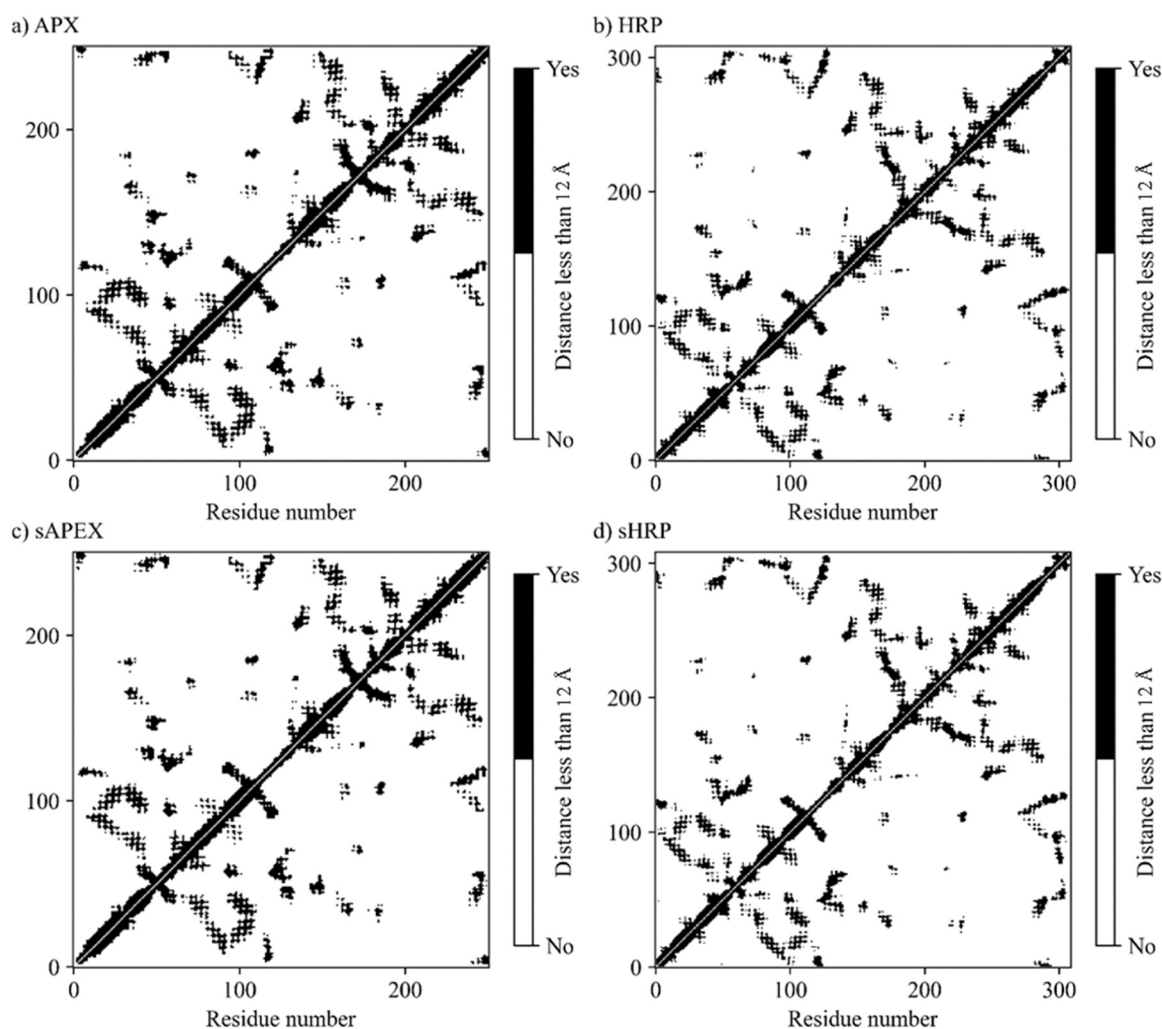 a) APX
b) HRP
200
100
0
0
100
200
Residue number
Yes
No
Distance less than 12 Å
300
200
100
0
0
100
200
300
Residue number
Yes
No
Distance less than 12 Å
c) sAPEX
d) sHRP
200
100
0
0
100
200
Residue number
Yes
No
Distance less than 12 Å
300
200
100
0
0
100
200
300
Residue number
Yes
No
Distance less than 12 Å